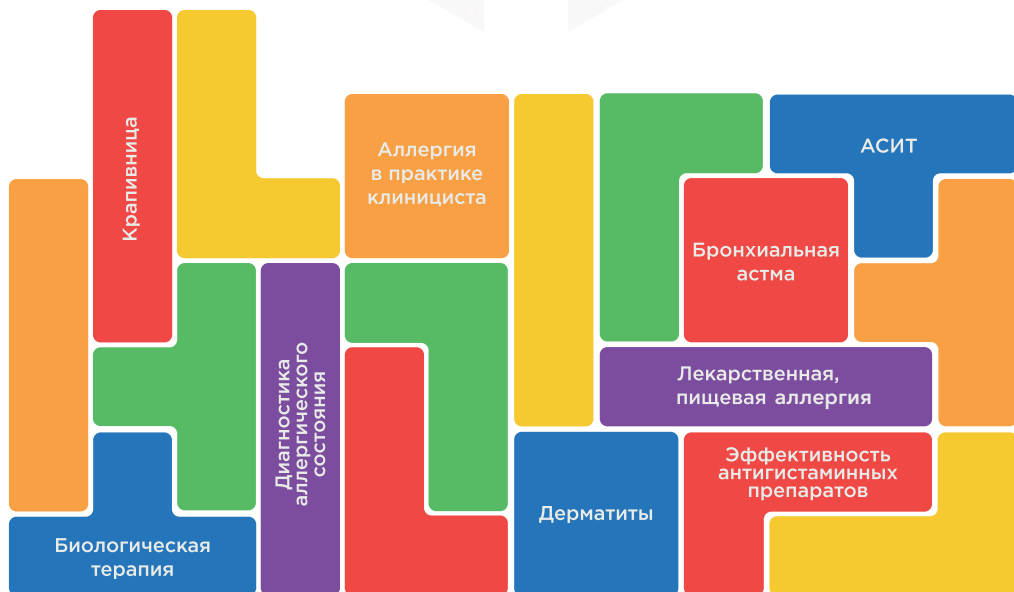 Крапивница
Аллергия
в практике
клинициста
АСИТ
Бронхиальная
астма
Диагностика
аллергического
состояния
Лекарственная,
пищевая аллергия
Эффективность
антигистаминных
препаратов
Дерматиты
Биологическая
терапия